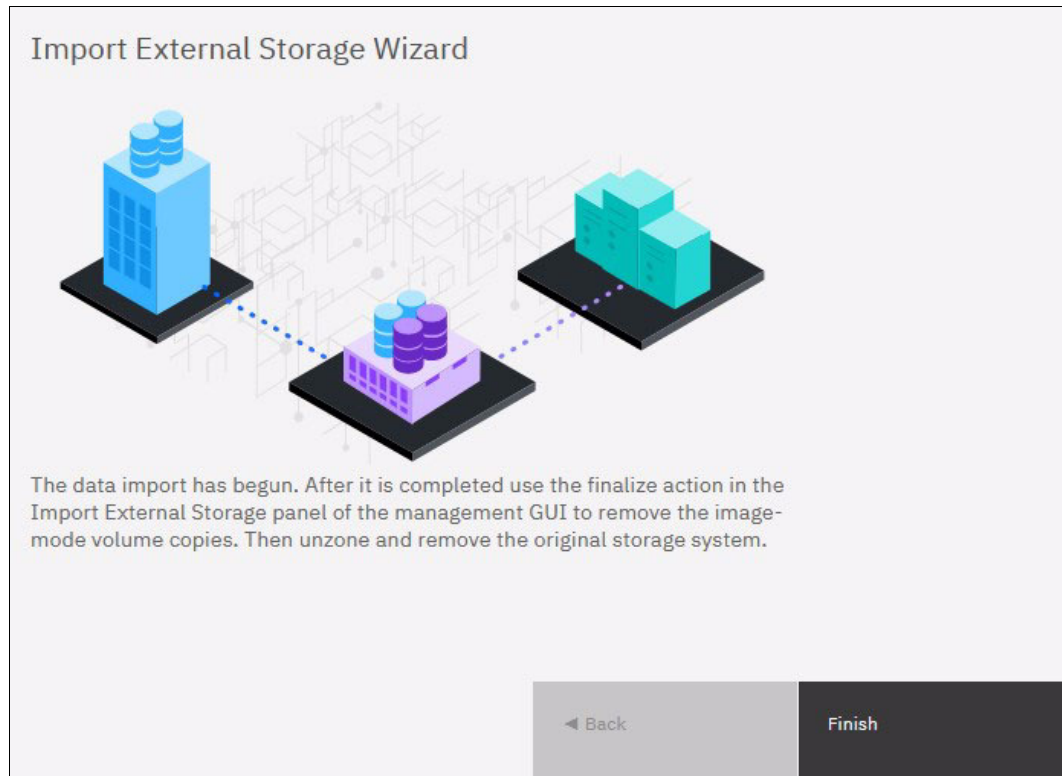 Import External Storage Wizard
The data import has begun. After it is completed use the finalize action in the
Import External Storage panel of the management GUI to remove the image-
mode volume copies. Then unzone and remove the original storage system.
◄ Back
Finish